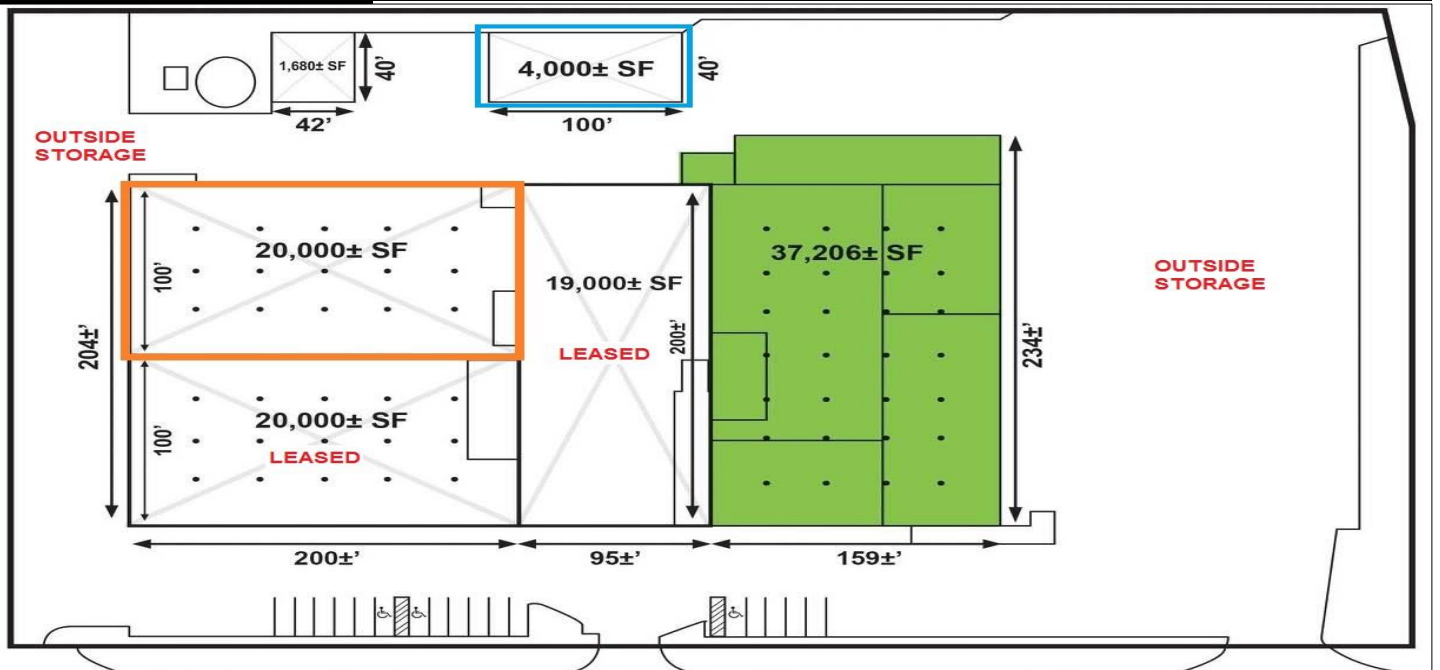 1,680± SF
40’
42’
4,000± SF
40’
100’
OUTSIDE
STORAGE
204±’
100’
20,000± SF
100’
20,000± SF
LEASED
19,000± SF
LEASED
200±’
37,206± SF
234±’
OUTSIDE
STORAGE
200±’
95±’
159±’